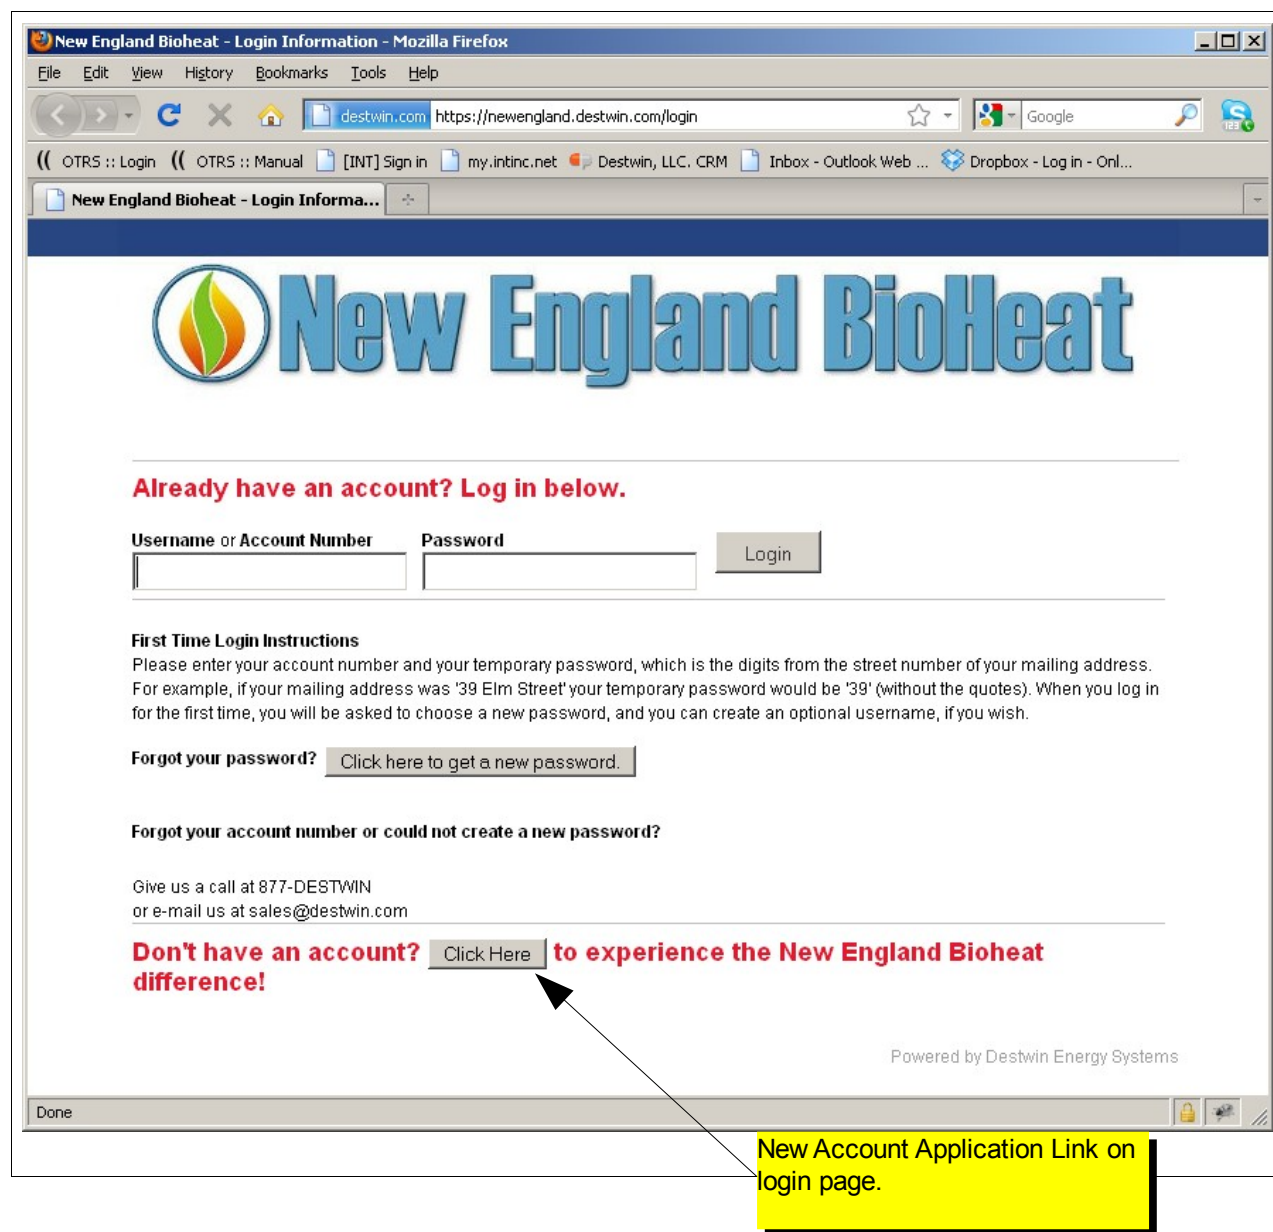 New England Bioheat - Login Information - Mozilla Firefox
File Edit View History Bookmarks Tools Help
destwin.com https://newengland.destwin.com/login Google
OTRS :: Login OTRS :: Manual [INT] Sign in my.intinc.net Destwin, LLC. CRM Inbox - Outlook Web ... Dropbox - Log in - Onl...
New England Bioheat - Login Informa...
New England BioHeat
Already have an account? Log in below.
Username or Account Number Password
Login
First Time Login Instructions
Please enter your account number and your temporary password, which is the digits from the street number of your mailing address.
For example, if your mailing address was '39 Elm Street' your temporary password would be '39' (without the quotes). When you log in
for the first time, you will be asked to choose a new password, and you can create an optional username, if you wish.
Forgot your password? Click here to get a new password.
Forgot your account number or could not create a new password?
Give us a call at 877-DESTWIN
or e-mail us at sales@destwin.com
Don't have an account? Click Here to experience the New England Bioheat
difference!
Powered by Destwin Energy Systems
Done
New Account Application Link on
login page.